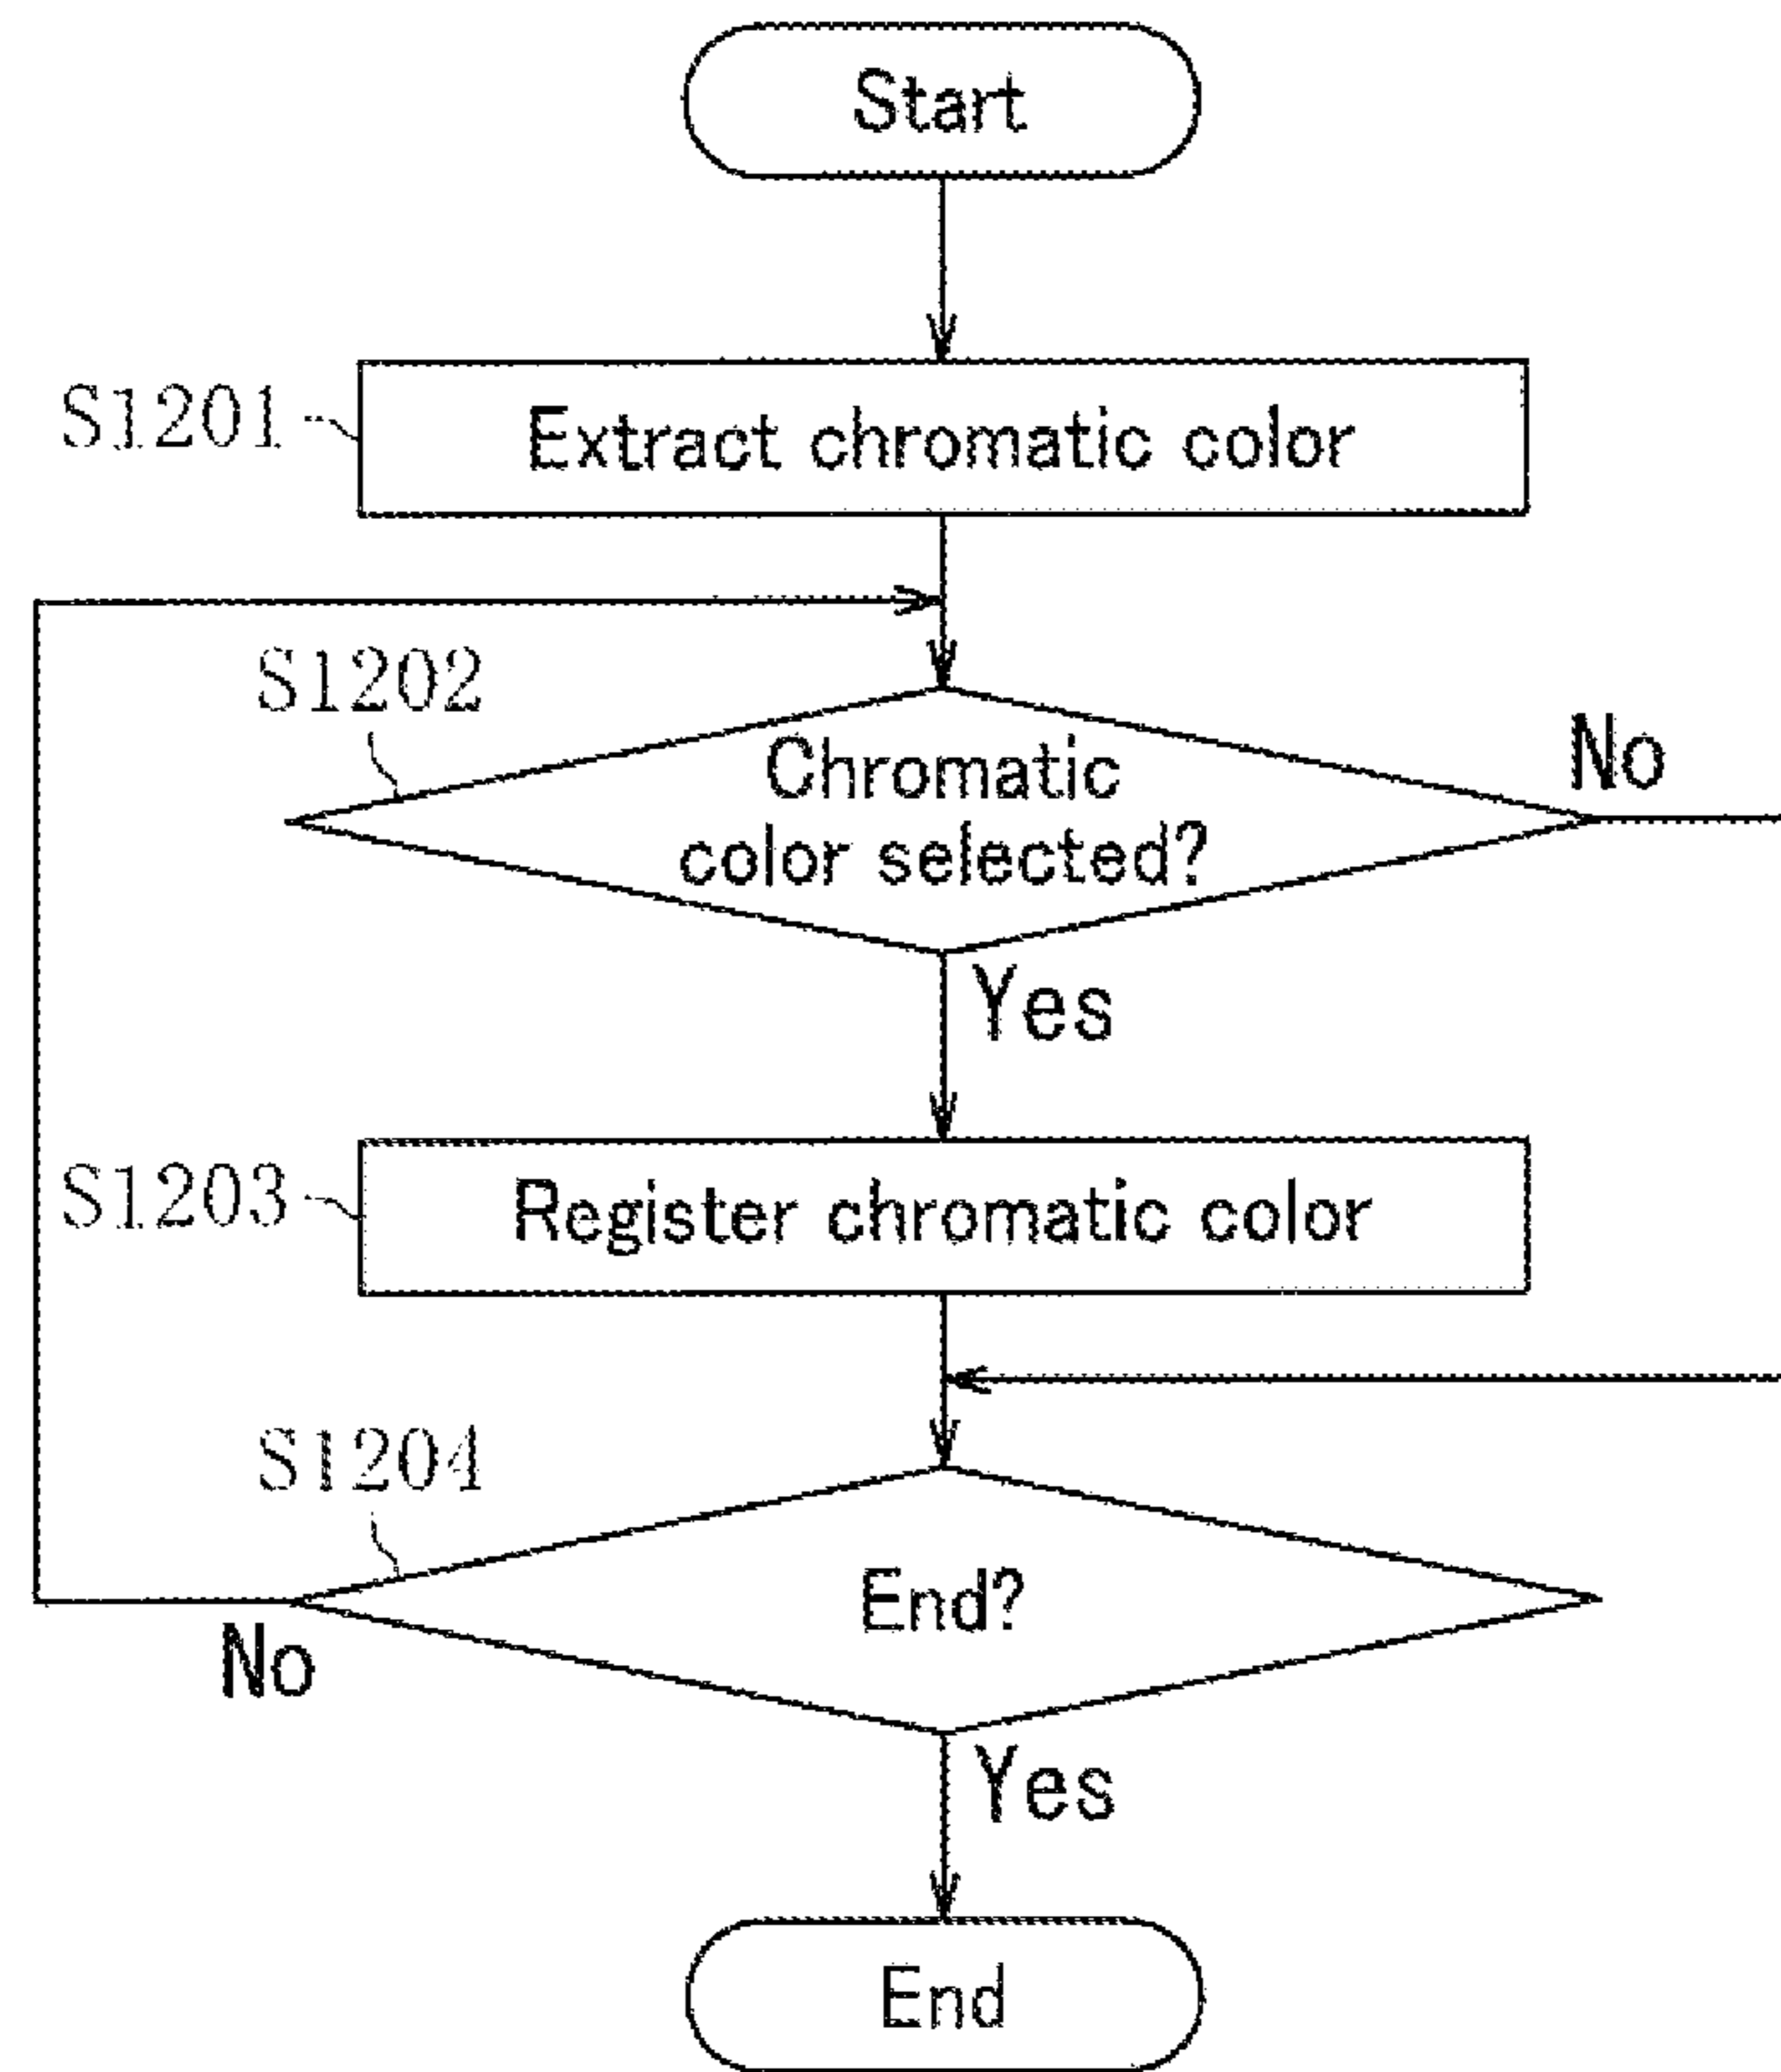 Start
S1201
Extract chromatic color
S1202
Chromatic
color selected?
No
Yes
S1203
Register chromatic color
S1204
End?
No
Yes
End